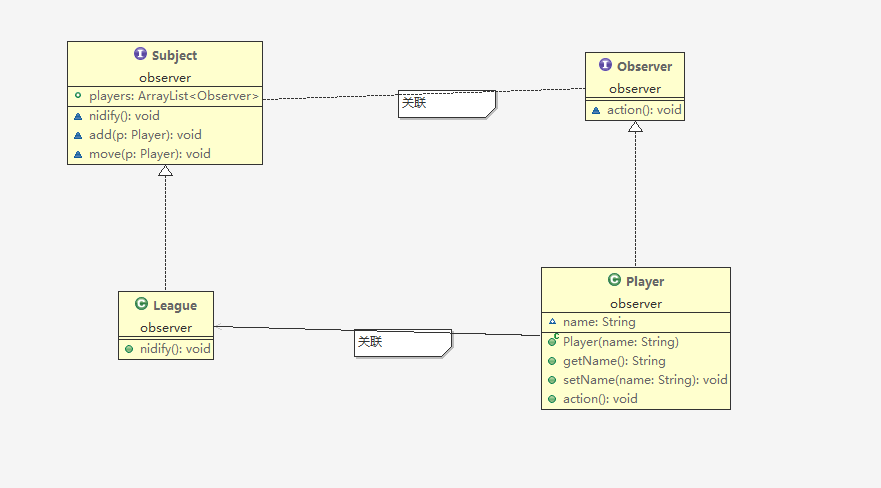 Subject
observer
players: ArrayList<Observer>
nidify(): void
add(p: Player): void
move(p: Player): void
关联
Observer
observer
action(): void
League
observer
nidify(): void
关联
Player
observer
name: String
Player(name: String)
getName(): String
setName(name: String): void
action(): void